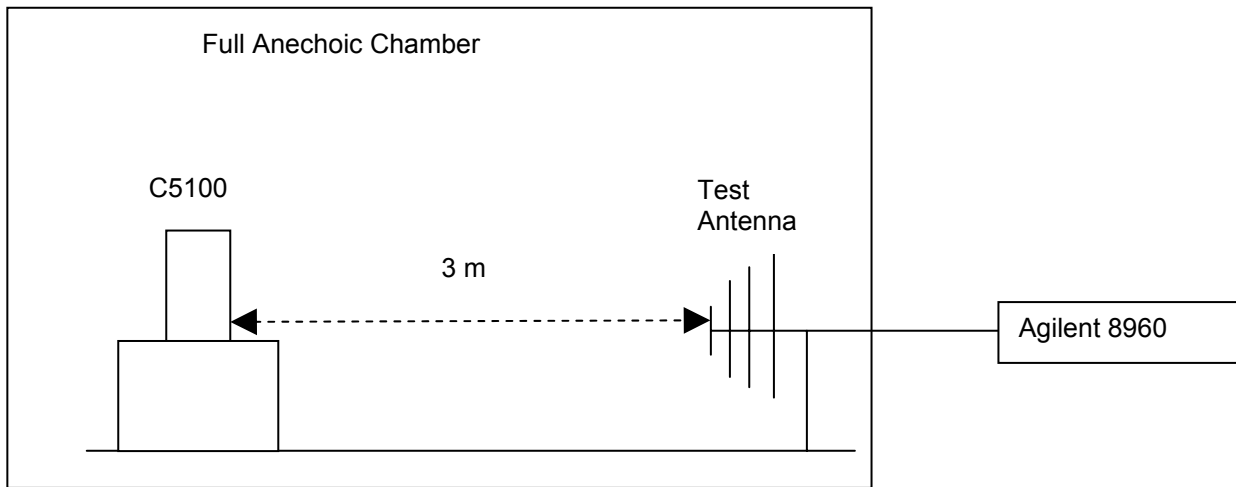 Full Anechoic Chamber
C5100
Test
Antenna
3 m
Agilent 8960